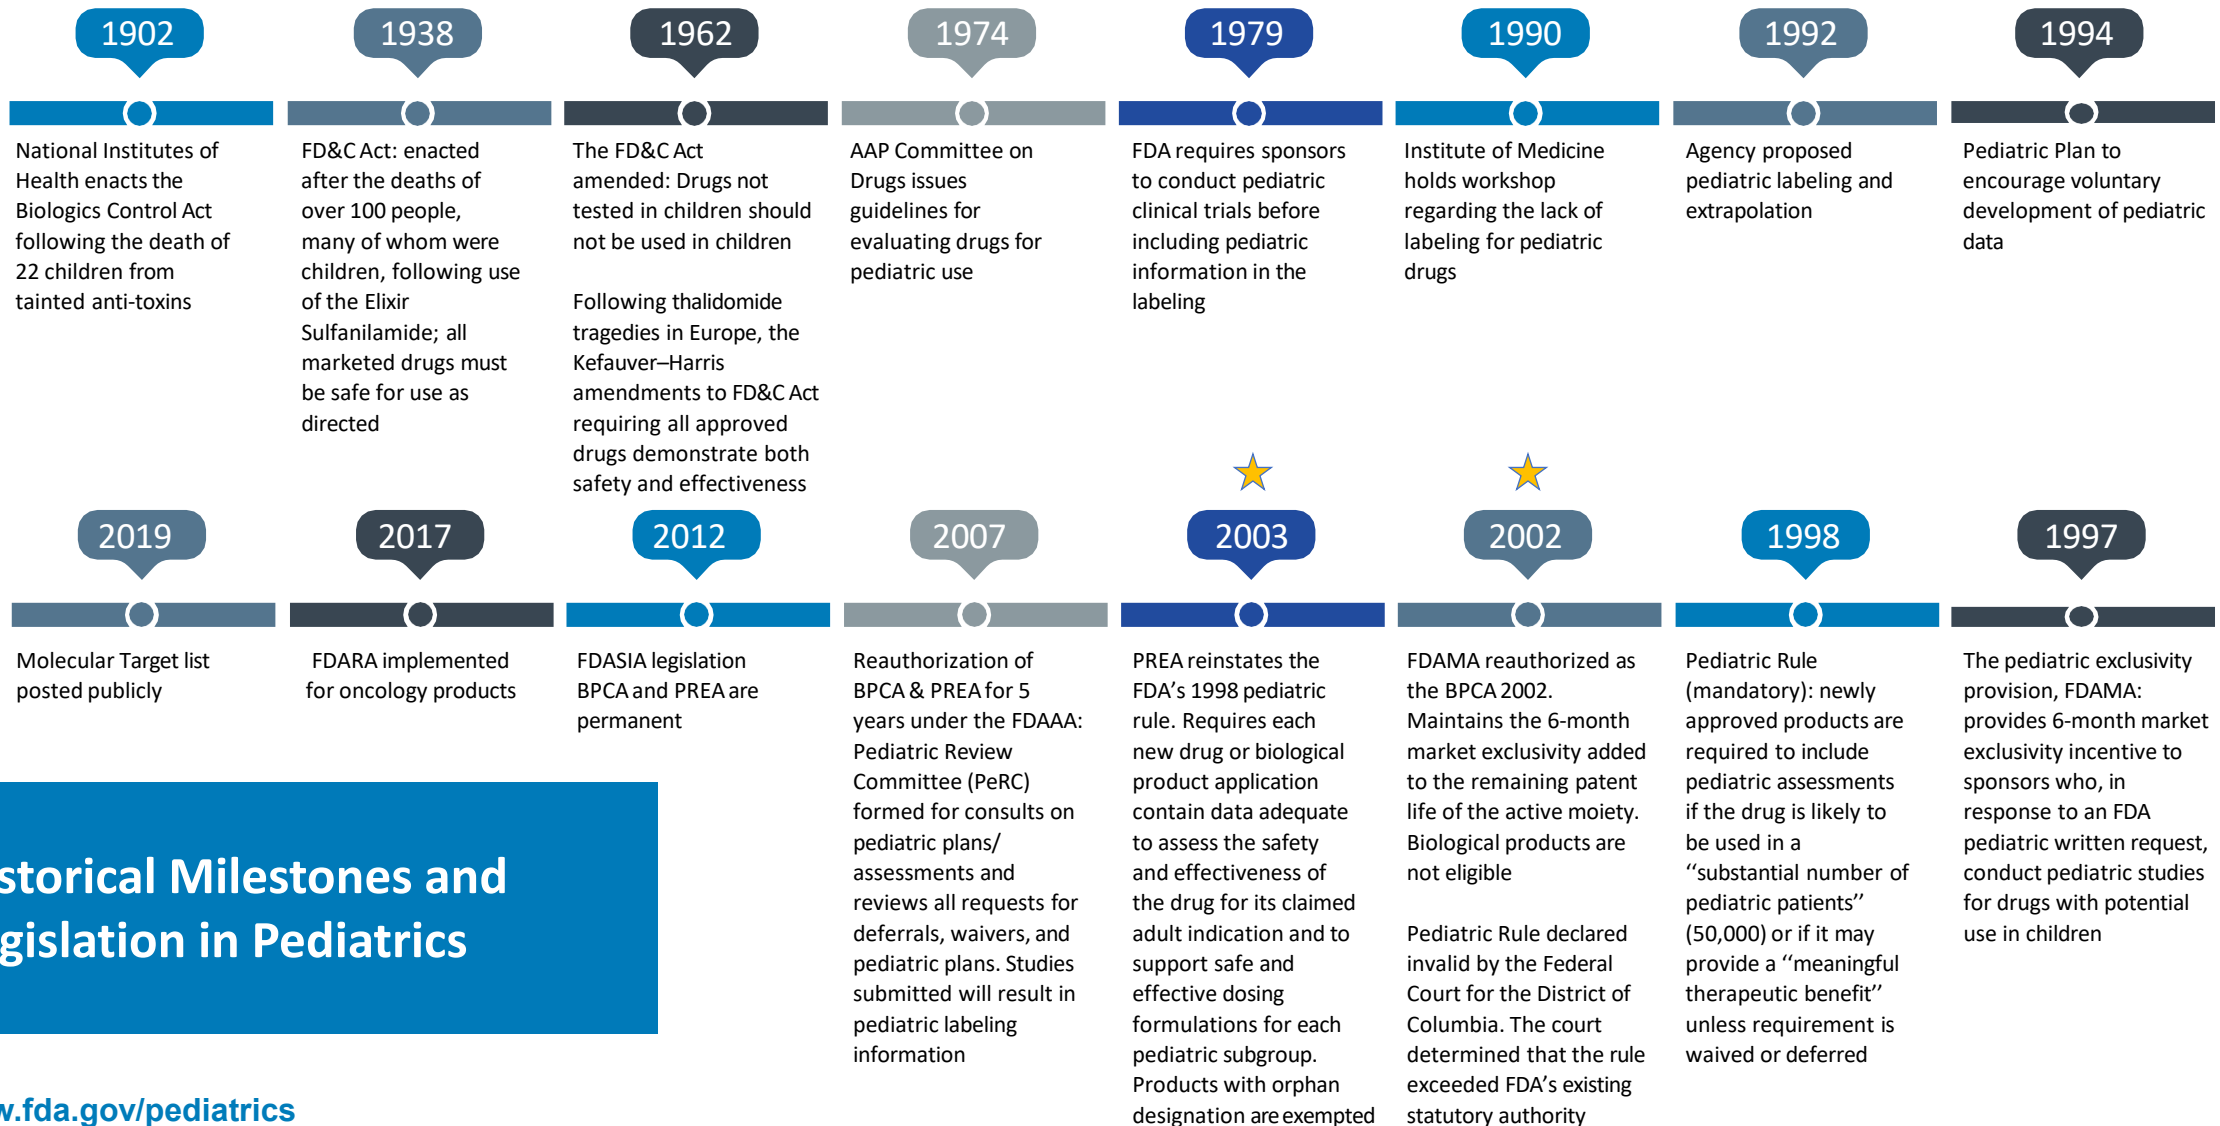 1902
National Institutes of
Health enacts the
Biologics Control Act
following the death of
22 children from
tainted anti-toxins
1938
FD&C Act: enacted
after the deaths of
over 100 people,
many of whom were
children, following use
of the Elixir
Sulfanilamide; all
marketed drugs must
be safe for use as
directed
1962
The FD&C Act
amended: Drugs not
tested in children should
not be used in children
Following thalidomide
tragedies in Europe, the
Kefauver–Harris
amendments to FD&C Act
requiring all approved
drugs demonstrate both
safety and effectiveness
1974
AAP Committee on
Drugs issues
guidelines for
evaluating drugs for
pediatric use
1979
FDA requires sponsors
to conduct pediatric
clinical trials before
including pediatric
information in the
labeling
1990
Institute of Medicine
holds workshop
regarding the lack of
labeling for pediatric
drugs
1992
Agency proposed
pediatric labeling and
extrapolation
1994
Pediatric Plan to
encourage voluntary
development of pediatric
data
2019
Molecular Target list
posted publicly
2017
FDARA implemented
for oncology products
2012
FDASIA legislation
BPCA and PREA are
permanent
2007
Reauthorization of
BPCA & PREA for 5
years under the FDAAA:
Pediatric Review
Committee (PeRC)
formed for consults on
pediatric plans/
assessments and
reviews all requests for
deferrals, waivers, and
pediatric plans. Studies
submitted will result in
pediatric labeling
information
2003
PREA reinstates the
FDA’s 1998 pediatric
rule. Requires each
new drug or biological
product application
contain data adequate
to assess the safety
and effectiveness of
the drug for its claimed
adult indication and to
support safe and
effective dosing
formulations for each
pediatric subgroup.
Products with orphan
designation are exempted
2002
FDAMA reauthorized as
the BPCA 2002.
Maintains the 6-month
market exclusivity added
to the remaining patent
life of the active moiety.
Biological products are
not eligible
Pediatric Rule declared
invalid by the Federal
Court for the District of
Columbia. The court
determined that the rule
exceeded FDA’s existing
statutory authority
1998
Pediatric Rule
(mandatory): newly
approved products are
required to include
pediatric assessments
if the drug is likely to
be used in a
‘‘substantial number of
pediatric patients’’
(50,000) or if it may
provide a ‘‘meaningful
therapeutic benefit’’
unless requirement is
waived or deferred
1997
The pediatric exclusivity
provision, FDAMA:
provides 6-month market
exclusivity incentive to
sponsors who, in
response to an FDA
pediatric written request,
conduct pediatric studies
for drugs with potential
use in children
storical Milestones and
gislation in Pediatrics
w.fda.gov/pediatrics